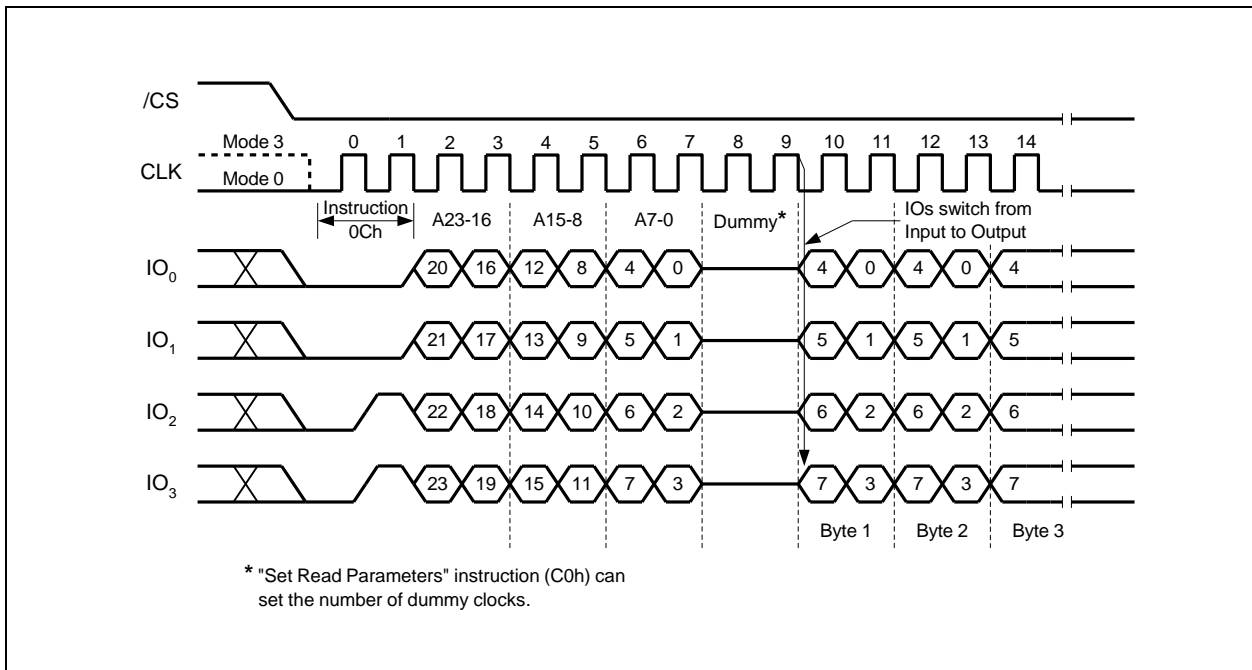 /CS
Mode 3 0 1 2 3 4 5 6 7 8 9 10 11 12 13 14
CLK
Mode 0
Instruction
0Ch
A23-16 A15-8 A7-0 Dummy*
IOs switch from
Input to Output
IO0 20 16 12 8 4 0 4 0 4 0 4
IO1 21 17 13 9 5 1 5 1 5 1 5
IO2 22 18 14 10 6 2 6 2 6 2 6
IO3 23 19 15 11 7 3 7 3 7 3 7
Byte 1 Byte 2 Byte 3
* "Set Read Parameters" instruction (C0h) can
set the number of dummy clocks.